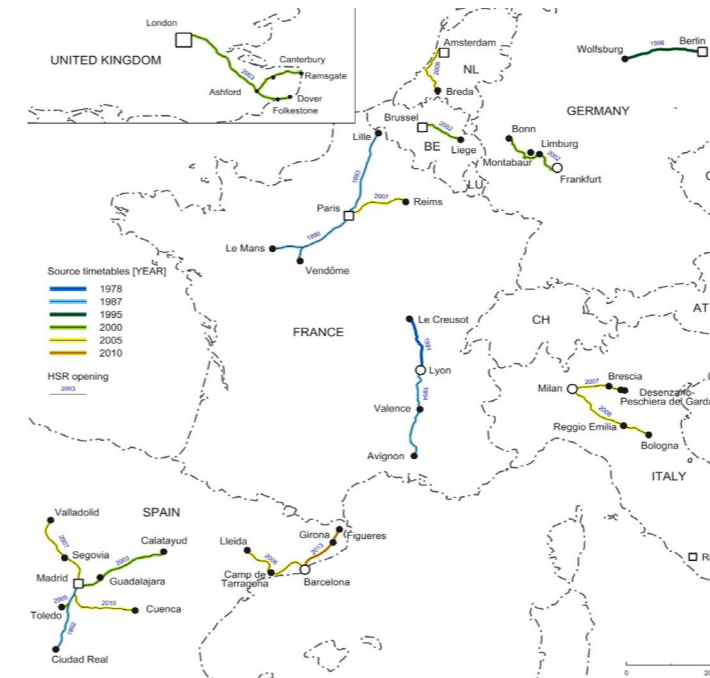 London
UNITED KINGDOM
2003
Canterbury
Ramsgate
Ashford
Dover
Folkestone
Amsterdam
2009
NL
Breda
Wolfsburg
1998
Berlin
GERMANY
Brussel
2002
BE
Liege
Lille
Bonn
Limburg
Montabaur
2002
Frankfurt
LU
1993
Paris
2007
Reims
1990
Le Mans
Vendôme
Source timetables [YEAR]
1978
1987
1995
2000
2005
2010
HSR opening
2003
FRANCE
Le Creusot
1981
Lyon
1994
Valence
Avignon
CH
AT
Milan
2007
Brescia
Desenzano-
Peschiera del Garda
2008
Reggio Emilia
Bologna
ITALY
SPAIN
Valladolid
2007
Segovia
Calatayud
2003
Madrid
Guadalajara
2005
Toledo
2010
Cuenca
1992
Ciudad Real
Lleida
2006
Camp de
Tarragona
Girona
Figueres
2013
Barcelona
0